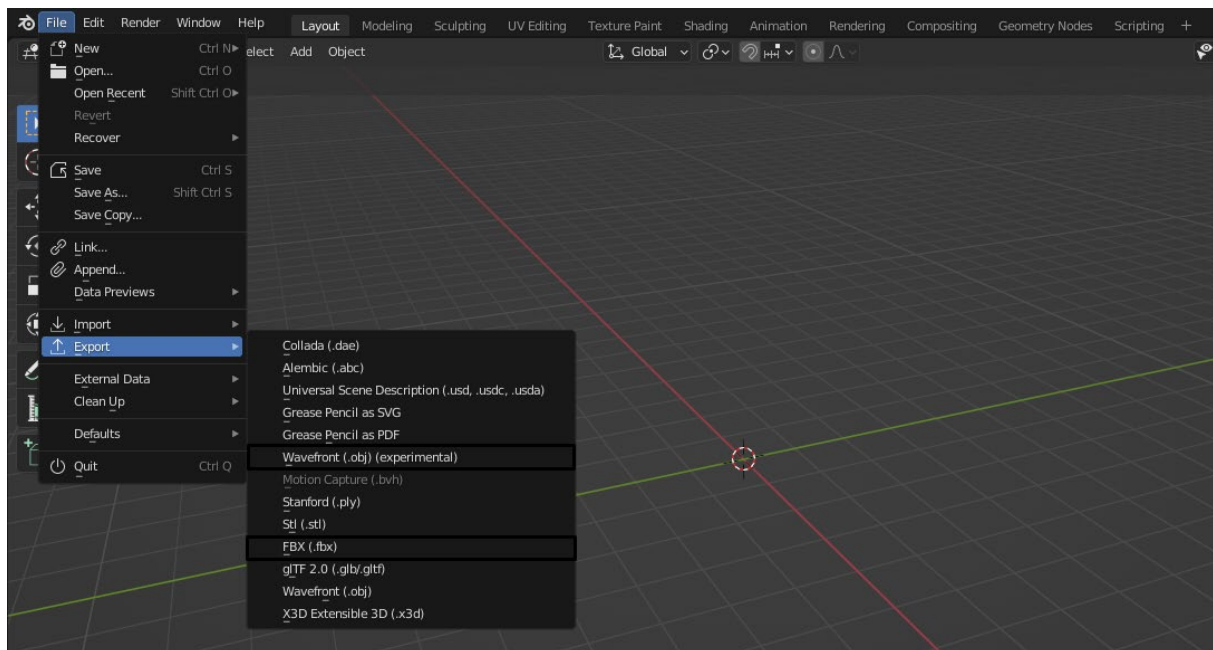 File Edit Render Window Help Layout Modeling Sculpting UV Editing Texture Paint Shading Animation Rendering Compositing Geometry Nodes Scripting +
New Ctrl N elect Add Object Global
Open... Ctrl O
Open Recent Shift Ctrl O
Revert
Recover
Save Ctrl S
Save As... Shift Ctrl S
Save Copy...
Link...
Append...
Data Previews
Import
Export
External Data
Clean Up
Defaults
Quit Ctrl Q
Collada (.dae)
Alembic (.abc)
Universal Scene Description (.usd, .usdc, .usda)
Grease Pencil as SVG
Grease Pencil as PDF
Wavefront (.obj) (experimental)
Motion Capture (.bvh)
Stanford (.ply)
Stl (.stl)
FBX (.fbx)
glTF 2.0 (.glb/.gltf)
Wavefront (.obj)
X3D Extensible 3D (.x3d)